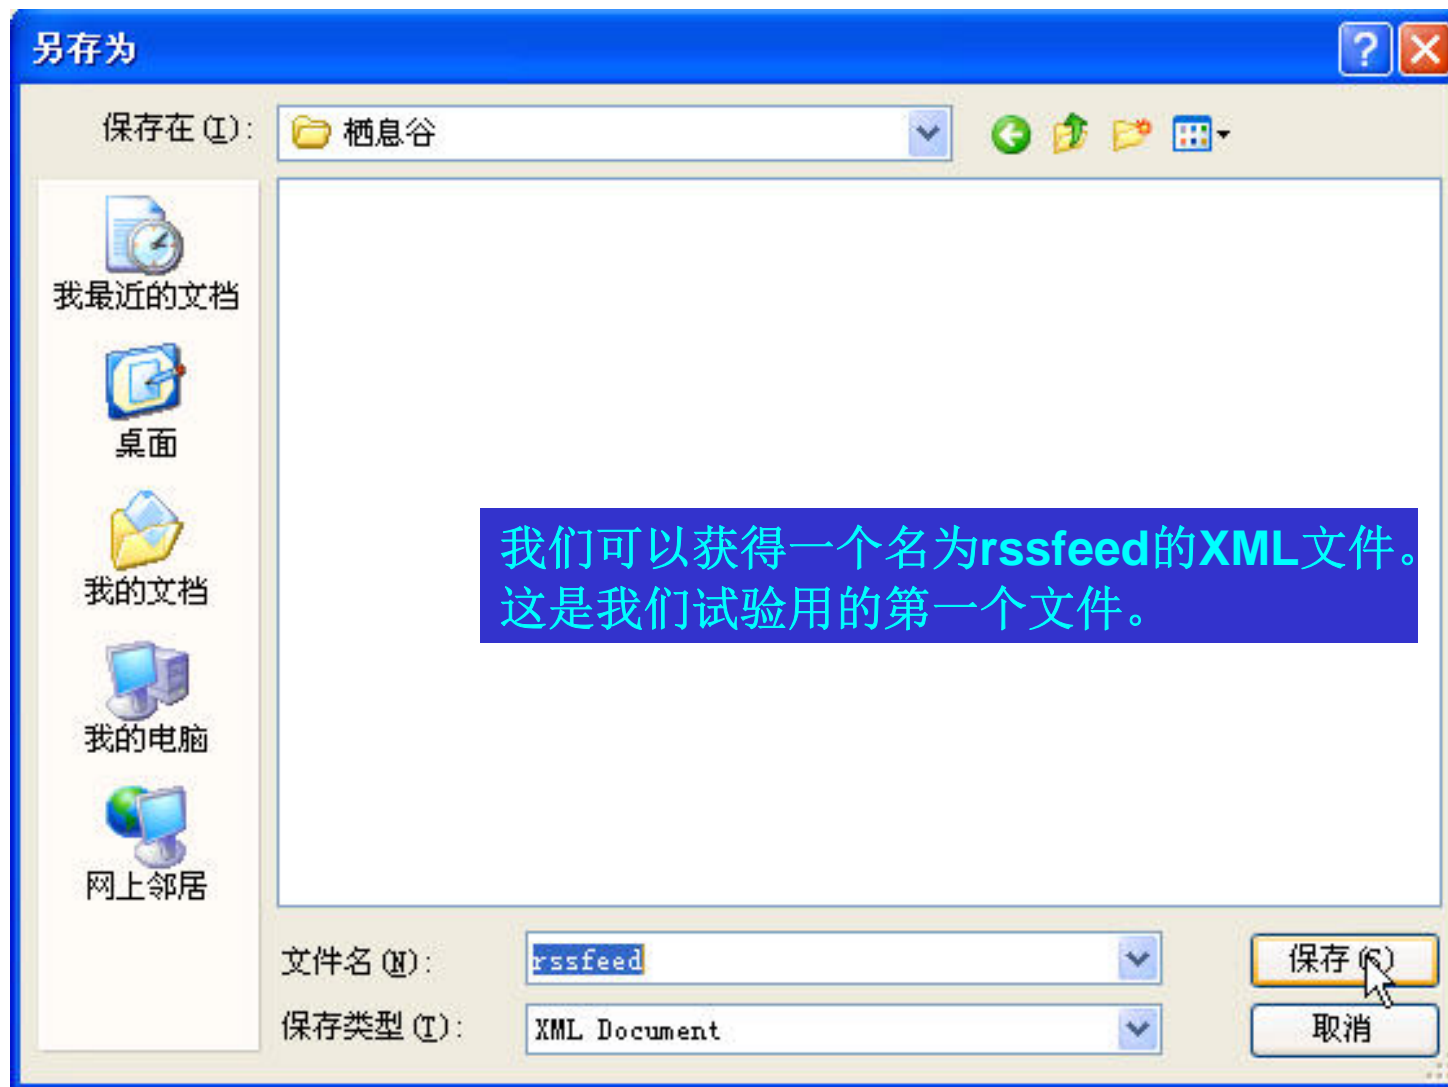 另存为
保存在(I):
栖息谷
我最近的文档
桌面
我的文档
我的电脑
网上邻居
我们可以获得一个名为rssfeed的XML文件。
这是我们试验用的第一个文件。
文件名(N):
rssfeed
保存(S)
保存类型(T):
XML Document
取消